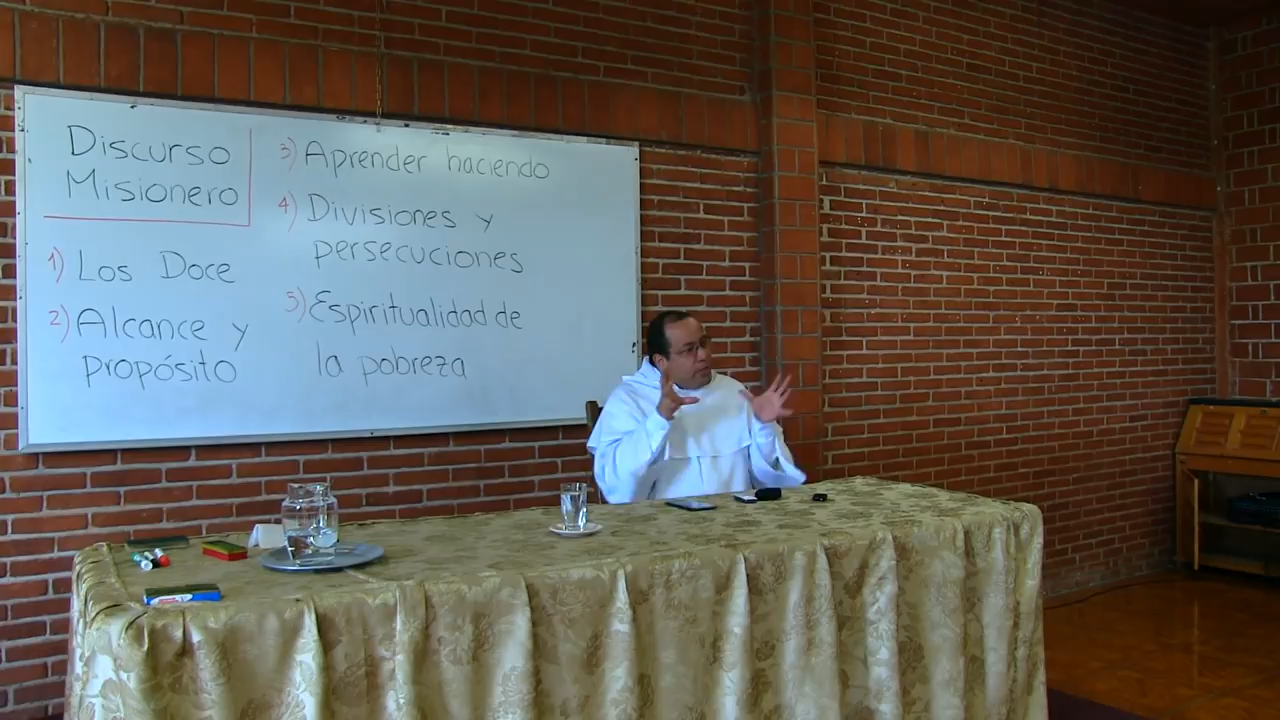 Discurso
Misionero
1) Los Doce
2) Alcance y
propósito
3) Aprender haciendo
4) Divisiones y
persecuciones
5) Espiritualidad de
la pobreza